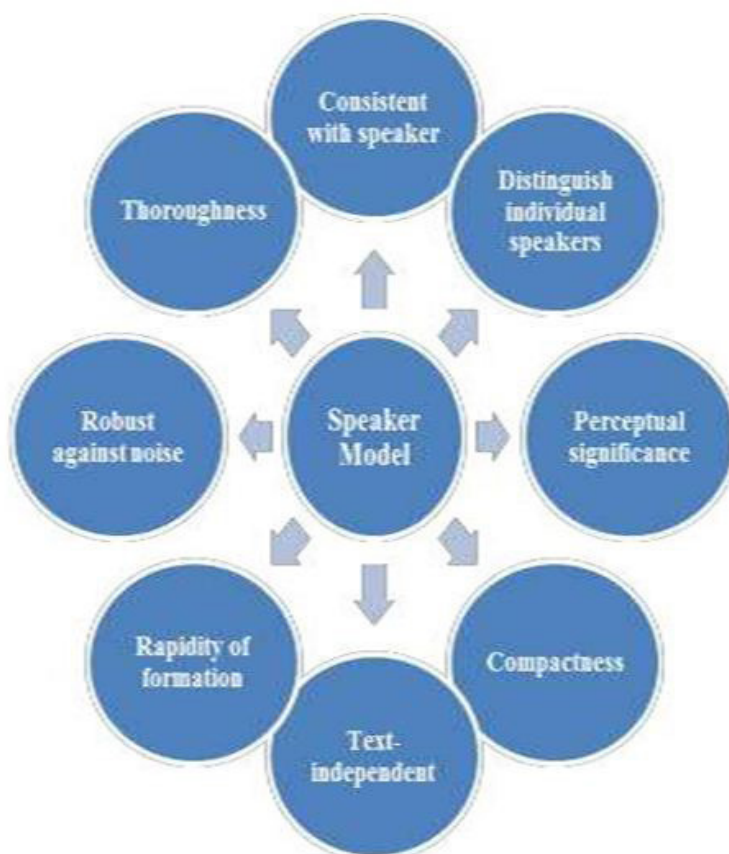 Consistent
with speaker
Distinguish
individual
speakers
Thoroughness
Robust
against noise
Speaker
Model
Perceptual
significance
Rapidity of
formation
Compactness
Text-
independent